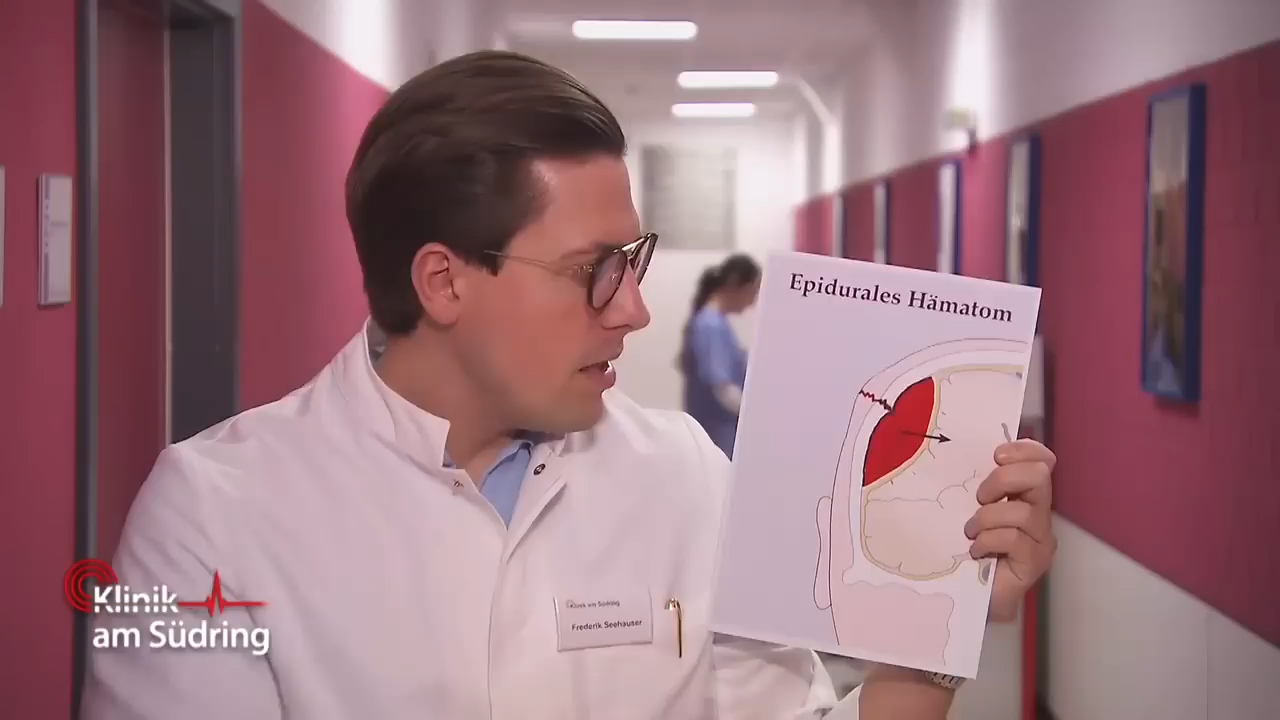 Epidurales Hämatom
Klinik am Südring
Frederik Seehauser
Klinik
am Südring